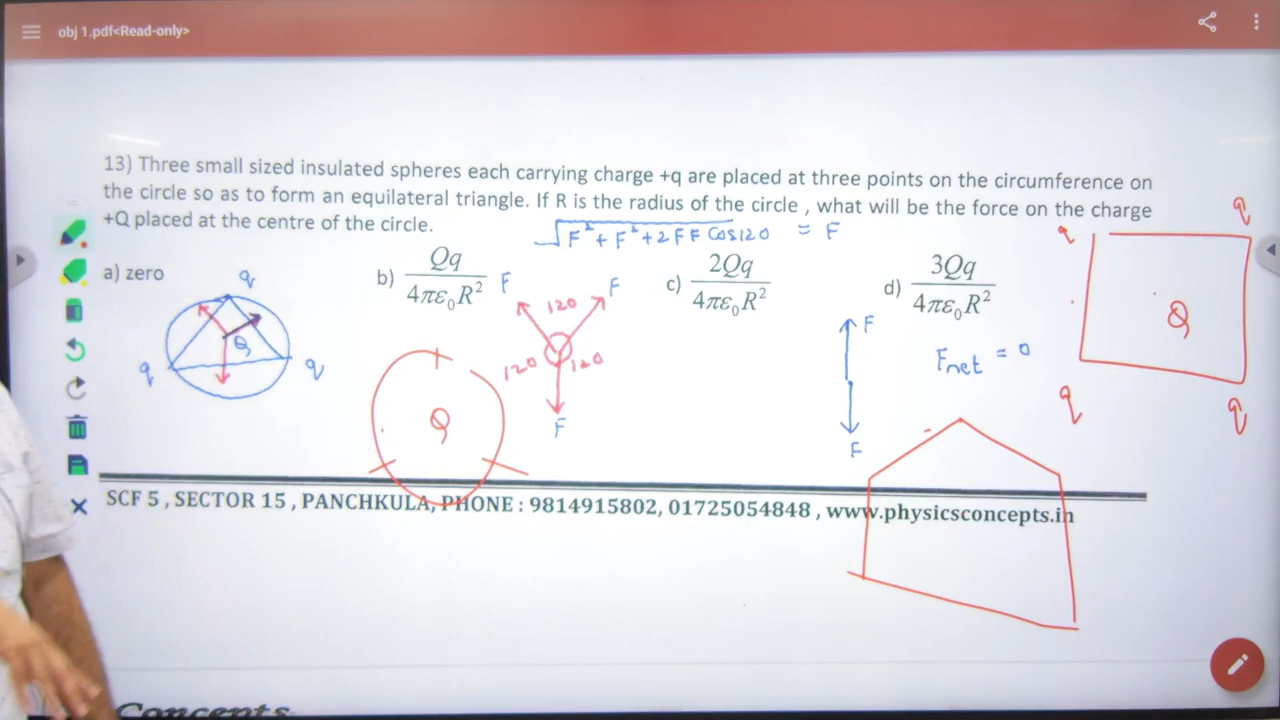 obj 1.pdf<Read-only>
13) Three small sized insulated spheres each carrying charge +q are placed at three points on the circumference on
the circle so as to form an equilateral triangle. If R is the radius of the circle , what will be the force on the charge
+Q placed at the centre of the circle.
√F²+F²+2FF Cos120 = F
a) zero
b) Qq/4πε₀R²
c) 2Qq/4πε₀R²
d) 3Qq/4πε₀R²
q
q
q
Q
F
F
120
120
120
F
Q
F
F
Fnet = 0
q
q
Q
q
q
SCF 5 , SECTOR 15 , PANCHKULA, PHONE : 9814915802, 01725054848 , www.physicsconcepts.in
Concepts